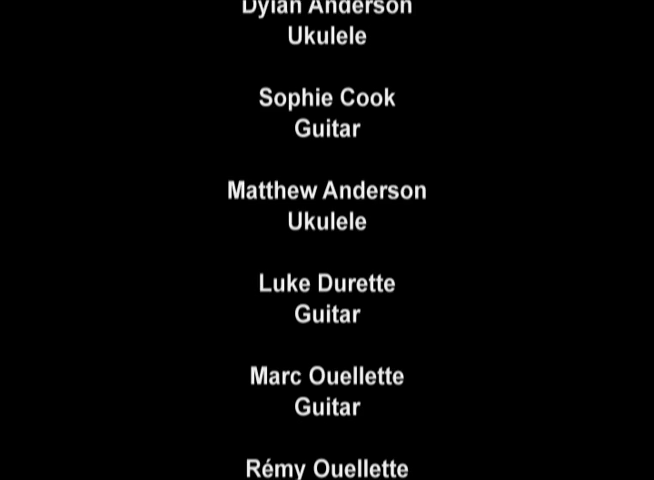 Dylan Anderson
Ukulele
Sophie Cook
Guitar
Matthew Anderson
Ukulele
Luke Durette
Guitar
Marc Ouellette
Guitar
Rémy Ouellette